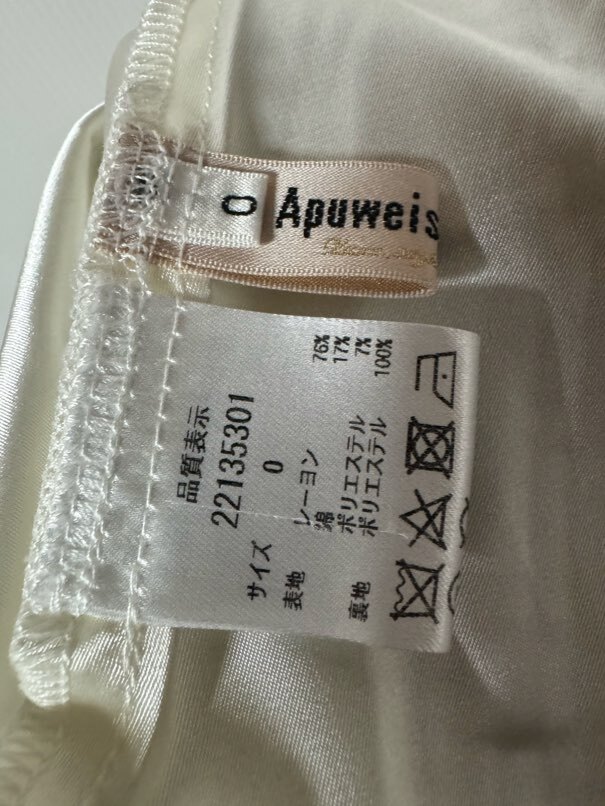 0
Apuweis
品質表示
22135301
サイズ 0
表地 レーヨン 76%
綿 17%
ポリエステル 7%
裏地 ポリエステル 100%